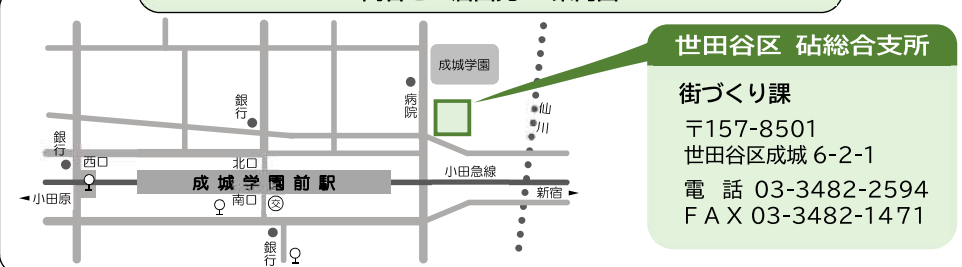 成城学園
病院
銀行
仙川
銀行
西口
北口
小田急線
成城学園前駅
◄小田原
新宿►
南口
交
銀行
世田谷区 砧総合支所
街づくり課
〒157-8501
世田谷区成城 6-2-1
電 話 03-3482-2594
FAX 03-3482-1471